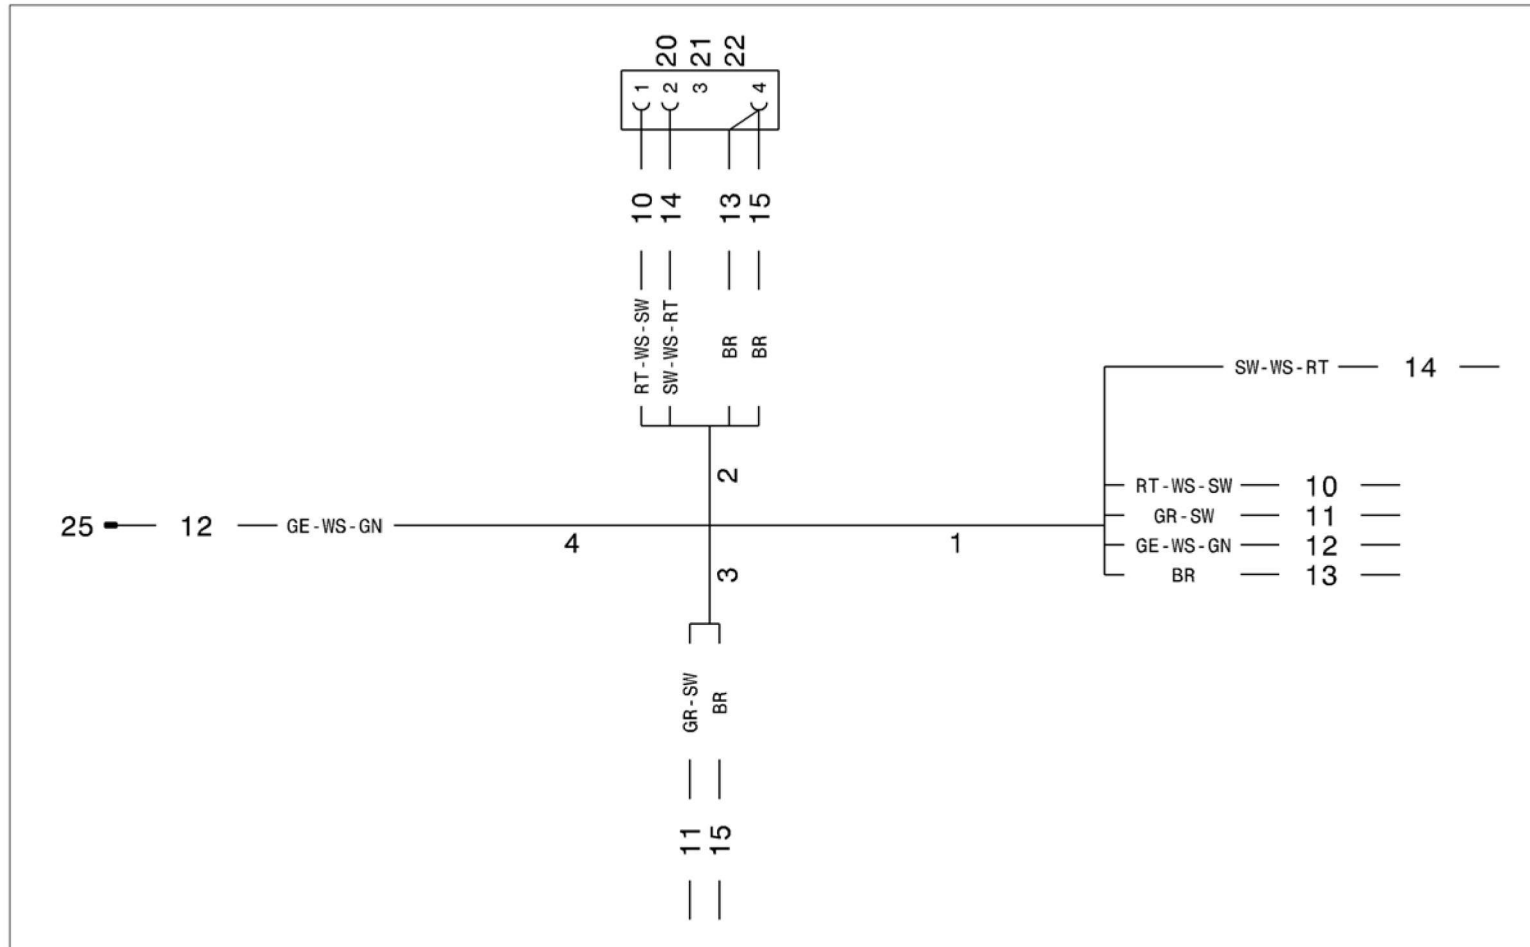 20 21 22
1 2 3 4
10 14 13 15
RT-WS-SW SW-WS-RT BR BR
SW-WS-RT 14
2
RT-WS-SW 10
GR-SW 11
25 12 GE-WS-GN
GE-WS-GN 12
4 1
3
BR 13
GR-SW BR
11 15